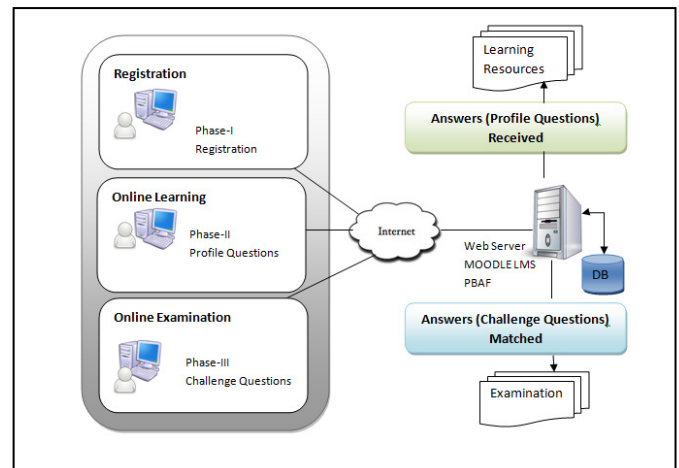 Registration
Phase-I
Registration
Online Learning
Phase-II
Profile Questions
Online Examination
Phase-III
Challenge Questions
Internet
Learning
Resources
Answers (Profile Questions)
Received
Web Server
MOODLE LMS
PBAF
DB
Answers (Challenge Questions)
Matched
Examination